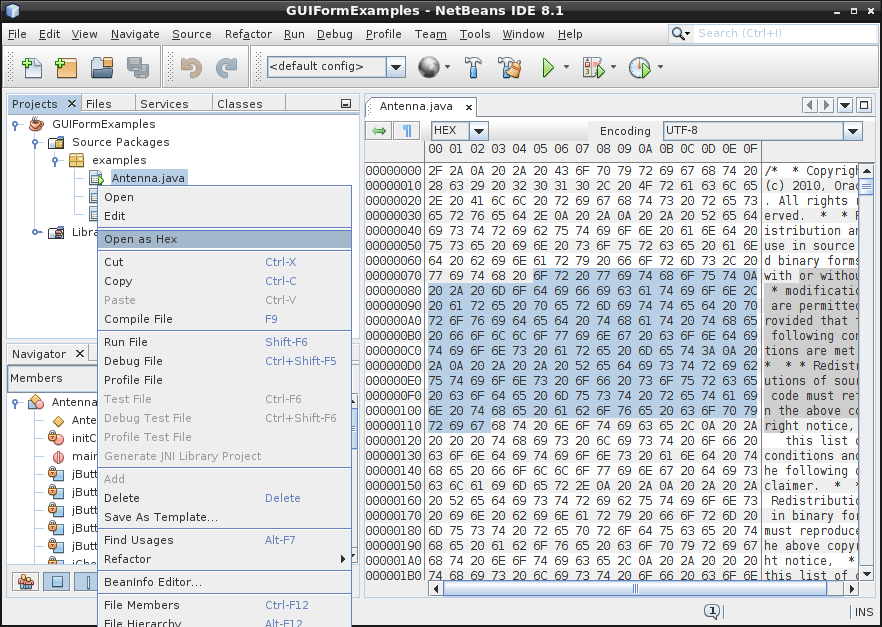 GUIFormExamples - NetBeans IDE 8.1
File Edit View Navigate Source Refactor Run Debug Profile Team Tools Window Help
Search (Ctrl+I)
<default config>
Projects Files Services Classes
GUIFormExamples
Source Packages
examples
Antenna.java
Libra
Open
Edit
Open as Hex
Cut Ctrl-X
Copy Ctrl-C
Paste Ctrl-V
Compile File F9
Run File Shift-F6
Debug File Ctrl+Shift-F5
Profile File
Test File Ctrl-F6
Debug Test File Ctrl+Shift-F6
Profile Test File
Generate JNI Library Project
Add
Delete Delete
Save As Template...
Find Usages Alt-F7
Refactor
BeanInfo Editor...
File Members Ctrl-F12
File Hierarchy Alt-F12
Navigator
Members
Antenna
Ante
initC
main
jButt
jButt
jButt
jButt
jButt
jChe
Antenna.java
HEX Encoding UTF-8
00 01 02 03 04 05 06 07 08 09 0A 0B 0C 0D 0E 0F
00000000 2F 2A 0A 20 2A 20 43 6F 70 79 72 69 67 68 74 20 /* * Copyright
00000010 28 63 29 20 32 30 31 30 2C 20 4F 72 61 63 6C 65 (c) 2010, Orac
00000020 2E 20 41 6C 6C 20 72 69 67 68 74 73 20 72 65 73 . All rights r
00000030 65 72 76 65 64 2E 0A 20 2A 0A 20 2A 20 52 65 64 erved. * * R
00000040 69 73 74 72 69 62 75 74 69 6F 6E 20 61 6E 64 20 istribution an
00000050 75 73 65 20 69 6E 20 73 6F 75 72 63 65 20 61 6E use in source
00000060 64 20 62 69 6E 61 72 79 20 66 6F 72 6D 73 2C 20 d binary forms
00000070 77 69 74 68 20 6F 72 20 77 69 74 68 6F 75 74 0A with or withou
00000080 20 2A 20 6D 6F 64 69 66 69 63 61 74 69 6F 6E 2C * modificatio
00000090 20 61 72 65 20 70 65 72 6D 69 74 74 65 64 20 70 are permitted
000000A0 72 6F 76 69 64 65 64 20 74 68 61 74 20 74 68 65 rovided that t
000000B0 20 66 6F 6C 6C 6F 77 69 6E 67 20 63 6F 6E 64 69 following con
000000C0 74 69 6F 6E 73 20 61 72 65 20 6D 65 74 3A 0A 20 tions are met
000000D0 2A 0A 20 2A 20 2A 20 52 65 64 69 73 74 72 69 62 * * * Redistr
000000E0 75 74 69 6F 6E 73 20 6F 66 20 73 6F 75 72 63 65 utions of sour
000000F0 20 63 6F 64 65 20 6D 75 73 74 20 72 65 74 61 69 code must ret
00000100 6E 20 74 68 65 20 61 62 6F 76 65 20 63 6F 70 79 n the above co
00000110 72 69 67 68 74 20 6E 6F 74 69 63 65 2C 0A 20 2A right notice,
00000120 20 20 20 74 68 69 73 20 6C 69 73 74 20 6F 66 20 this list o
00000130 63 6F 6E 64 69 74 69 6F 6E 73 20 61 6E 64 20 74 conditions and
00000140 68 65 20 66 6F 6C 6C 6F 77 69 6E 67 20 64 69 73 he following d
00000150 63 6C 61 69 6D 65 72 2E 0A 20 2A 0A 20 2A 20 2A claimer. * *
00000160 20 52 65 64 69 73 74 72 69 62 75 74 69 6F 6E 73 Redistributio
00000170 20 69 6E 20 62 69 6E 61 72 79 20 66 6F 72 6D 20 in binary for
00000180 6D 75 73 74 20 72 65 70 72 6F 64 75 63 65 20 74 must reproduce
00000190 68 65 20 61 62 6F 76 65 20 63 6F 70 79 72 69 67 he above copyr
000001A0 68 74 20 6E 6F 74 69 63 65 2C 0A 20 2A 20 20 20 ht notice, *
000001B0 74 68 69 73 20 6C 69 73 74 20 6F 66 20 63 6F 6E this list of c
1 INS